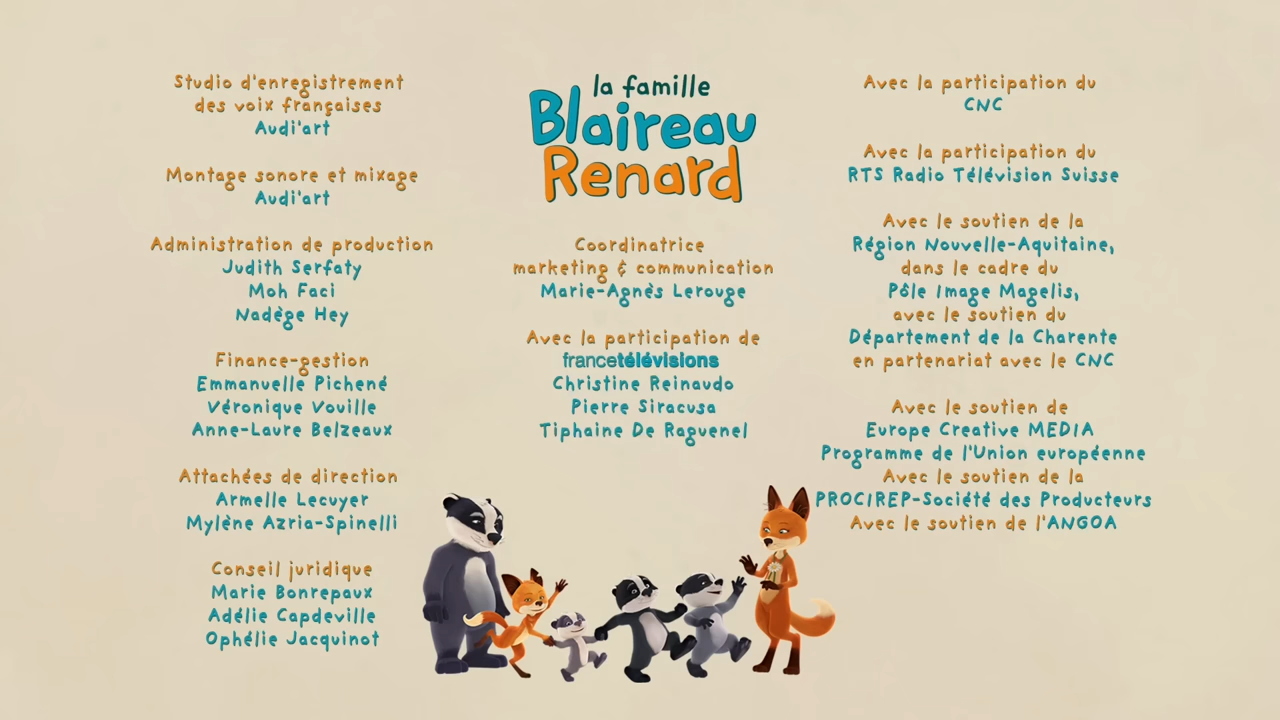 Studio d'enregistrement
des voix françaises
Audi'art
Montage sonore et mixage
Audi'art
Administration de production
Judith Serfaty
Moh Faci
Nadège Hey
Finance-gestion
Emmanuelle Pichené
Véronique Vouille
Anne-Laure Belzeaux
Attachées de direction
Armelle Lecuyer
Mylène Azria-Spinelli
Conseil juridique
Marie Bonrepaux
Adélie Capdeville
Ophélie Jacquinot
la famille
Blaireau
Renard
Coordinatrice
marketing & communication
Marie-Agnès Lerouge
Avec la participation de
francetélévisions
Christine Reinaudo
Pierre Siracusa
Tiphaine De Raguenel
Avec la participation du
CNC
Avec la participation du
RTS Radio Télévision Suisse
Avec le soutien de la
Région Nouvelle-Aquitaine,
dans le cadre du
Pôle Image Magelis,
avec le soutien du
Département de la Charente
en partenariat avec le CNC
Avec le soutien de
Europe Creative MEDIA
Programme de l'Union européenne
Avec le soutien de la
PROCIREP-Société des Producteurs
Avec le soutien de l'ANGOA